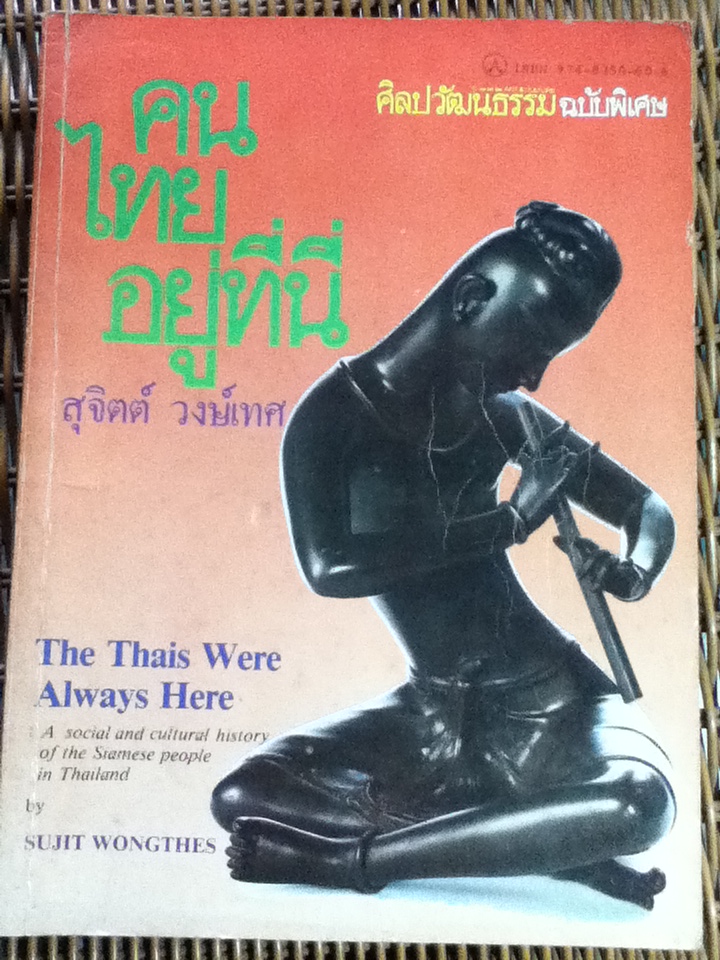 ศิลปวัฒนธรรม ฉบับพิเศษ
คน
ไทย
อยู่ที่นี่
สุจิตต์ วงษ์เทศ
The Thais Were
Always Here
A social and cultural history
of the Siamese people
in Thailand
by
SUJIT WONGTHES